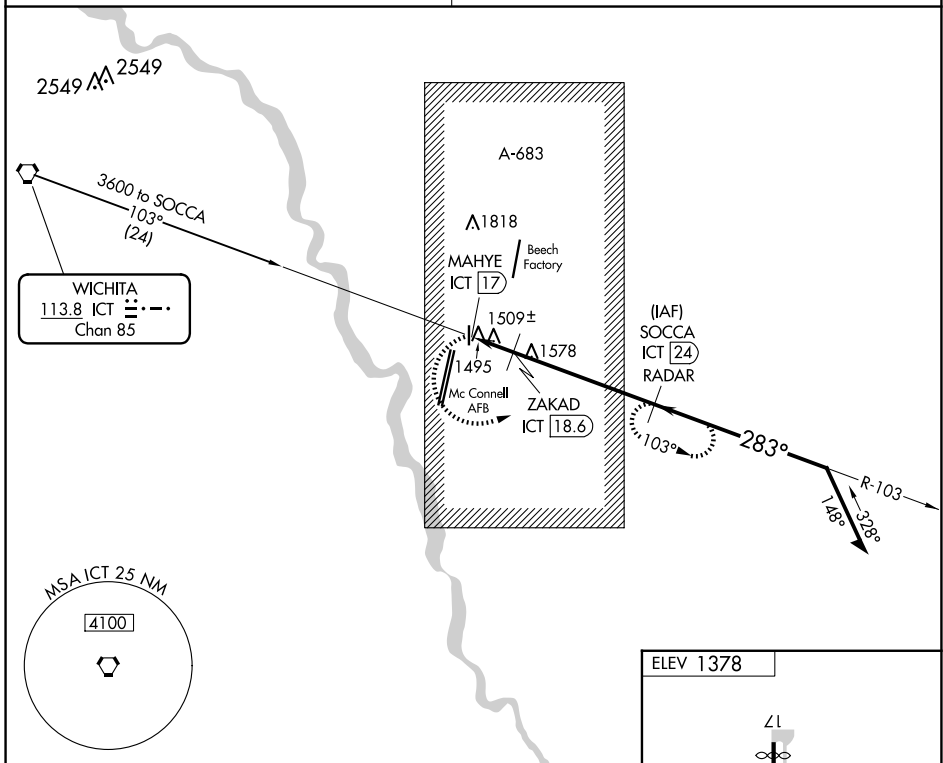 2549
2549
A-683
3600 to SOCCA
103°
(24)
1818
Beech
Factory
MAHYE
ICT 17
WICHITA
113.8 ICT
Chan 85
1509±
1578
1495
Mc Connell
AFB
ZAKAD
ICT 18.6
(IAF)
SOCCA
ICT 24
RADAR
103°
283°
R-103
148°
328°
MSA ICT 25 NM
4100
ELEV 1378
17